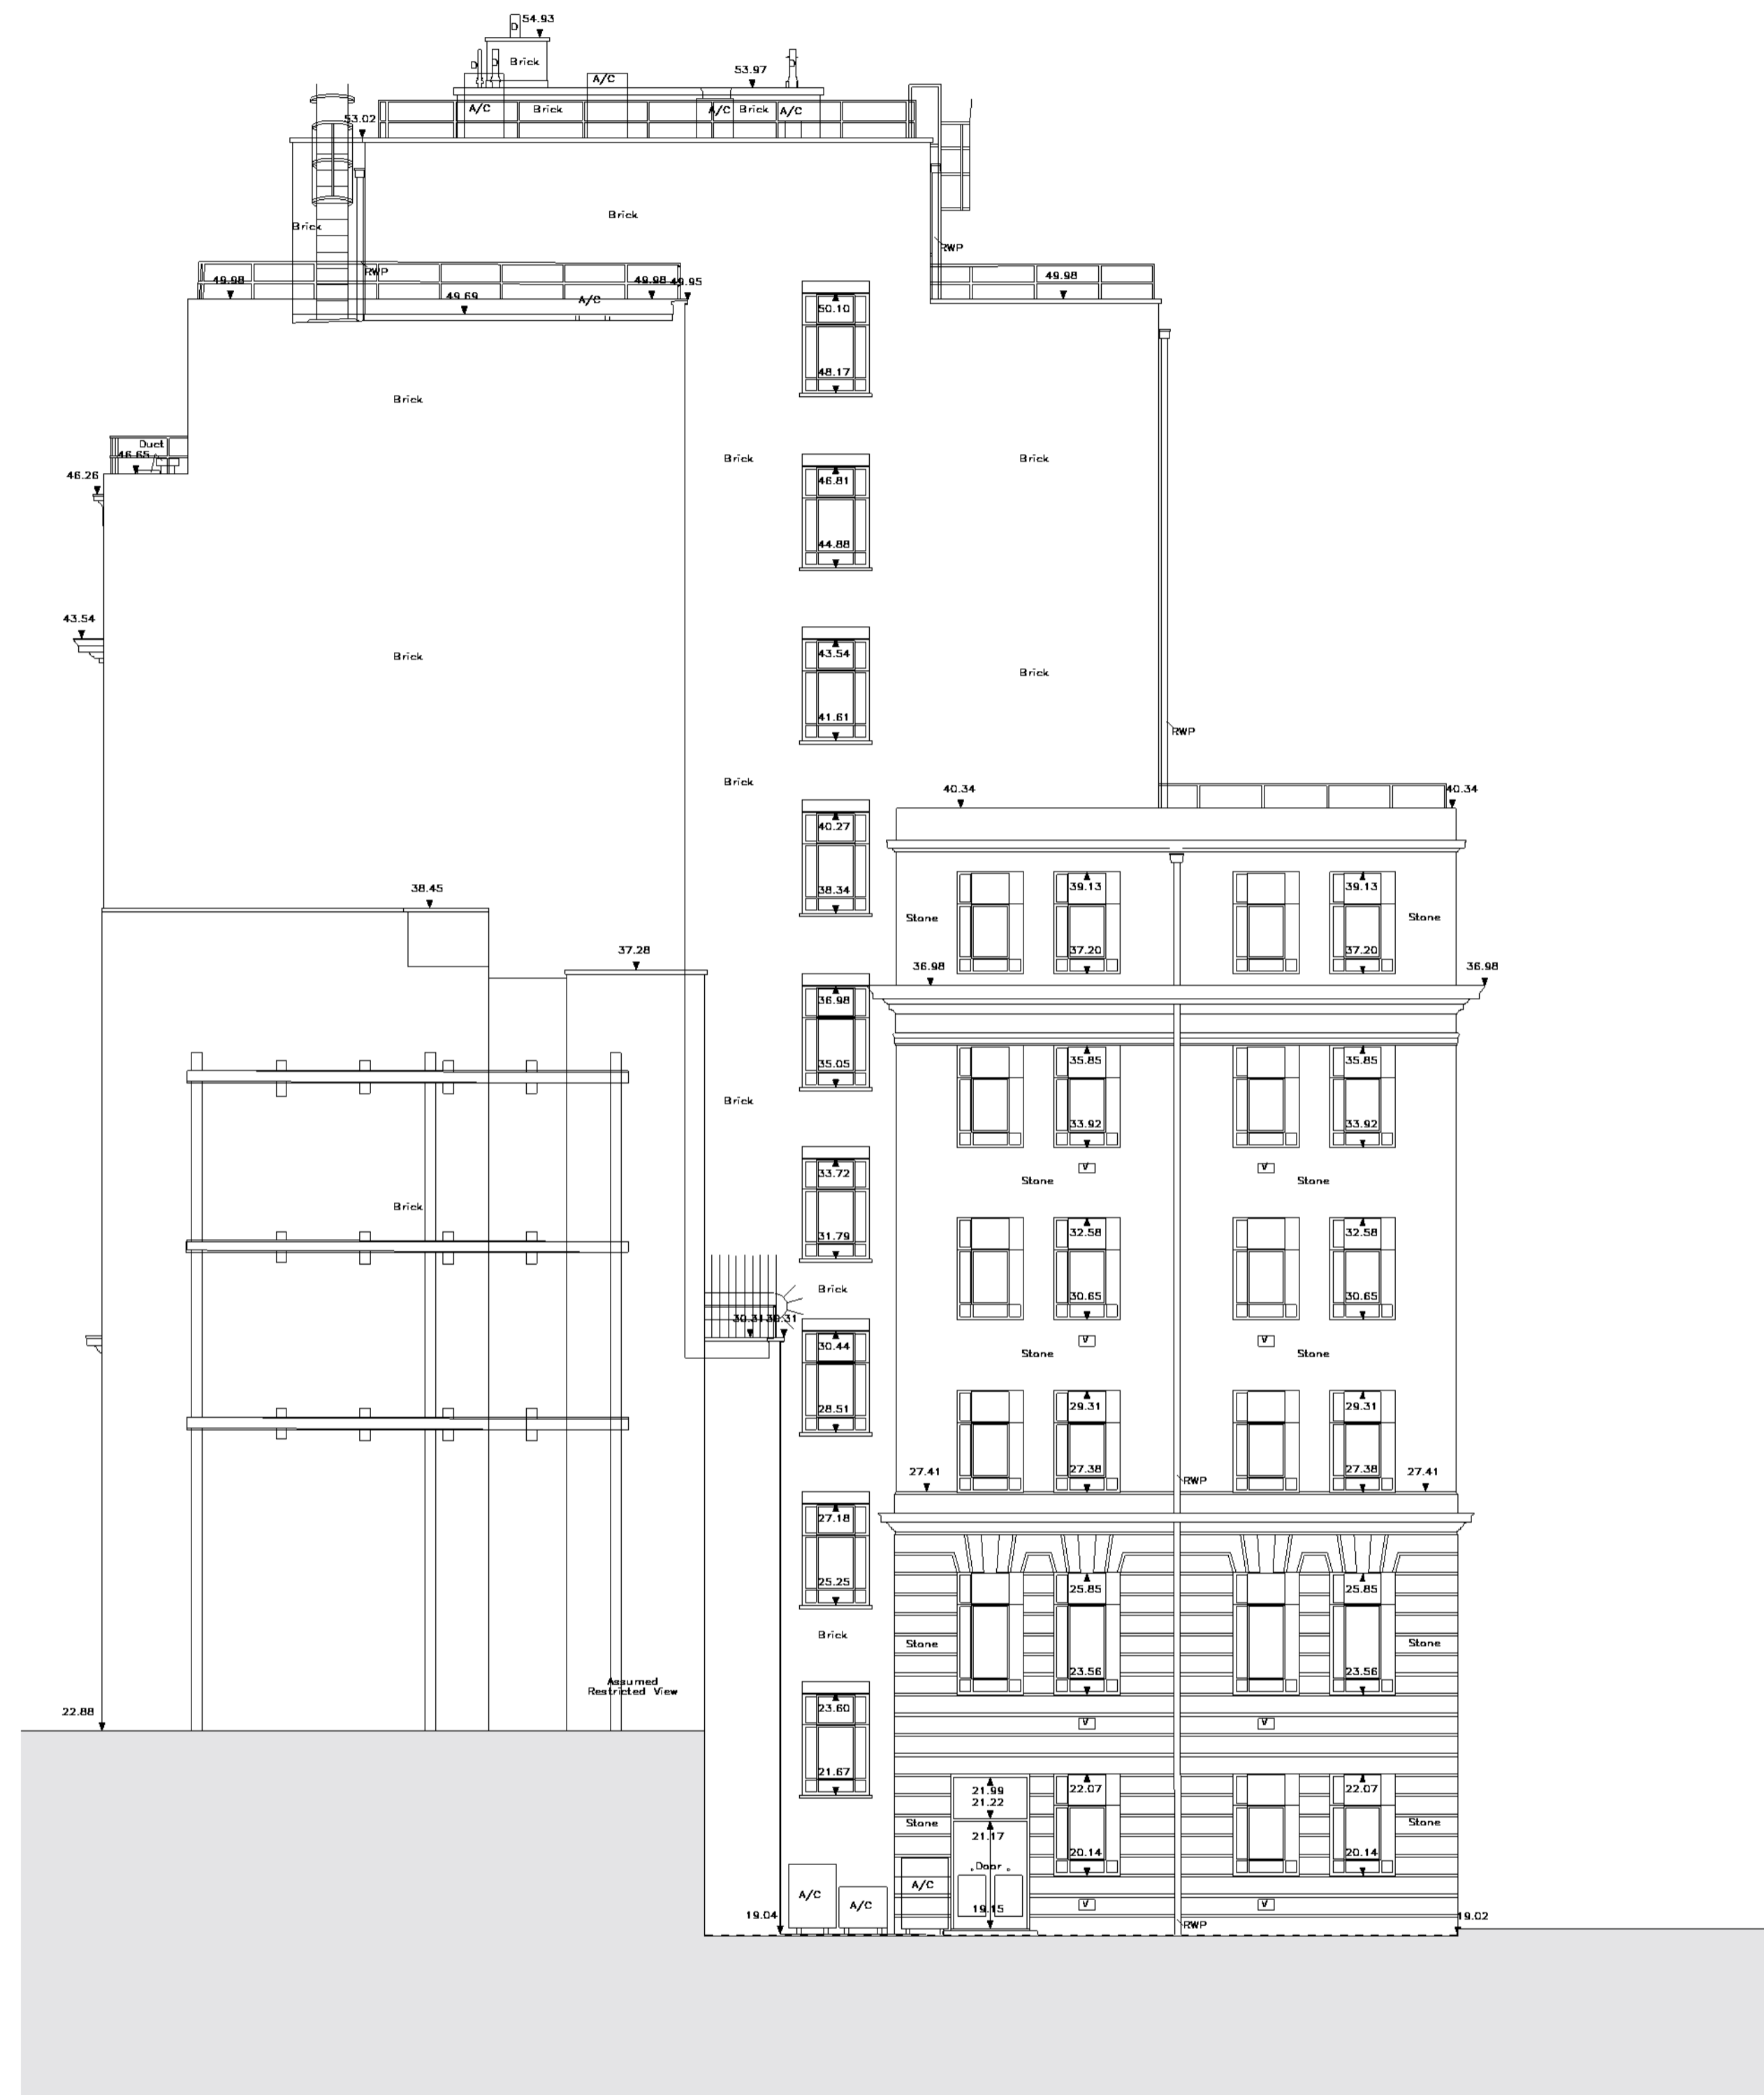 54.93
D
D
D
Brick
D
A/C
53.97
A/C
Brick
A/C
Brick
A/C
53.02
Brick
Brick
RWP
RWP
49.98
49.69
A/C
49.98
49.95
49.98
50.10
48.17
Brick
Duct
46.65
46.26
Brick
Brick
46.81
44.88
43.54
Brick
43.54
41.61
Brick
RWP
Brick
40.34
40.34
40.27
38.34
38.45
39.13
39.13
Stone
Stone
37.20
37.20
37.28
36.98
36.98
36.98
35.05
35.85
35.85
33.92
33.92
Brick
V
V
Stone
Stone
33.72
31.79
Brick
32.58
32.58
30.65
30.65
Brick
30.31
30.31
V
V
Stone
Stone
30.44
28.51
29.31
29.31
27.38
27.38
27.41
27.41
RWP
27.18
25.25
25.85
25.85
Brick
Stone
Stone
23.56
23.56
Assumed
Restricted View
22.88
23.60
21.67
V
V
21.99
21.22
22.07
22.07
Stone
Stone
21.17
20.14
20.14
Door
A/C
A/C
A/C
19.15
V
V
19.04
19.02
RWP